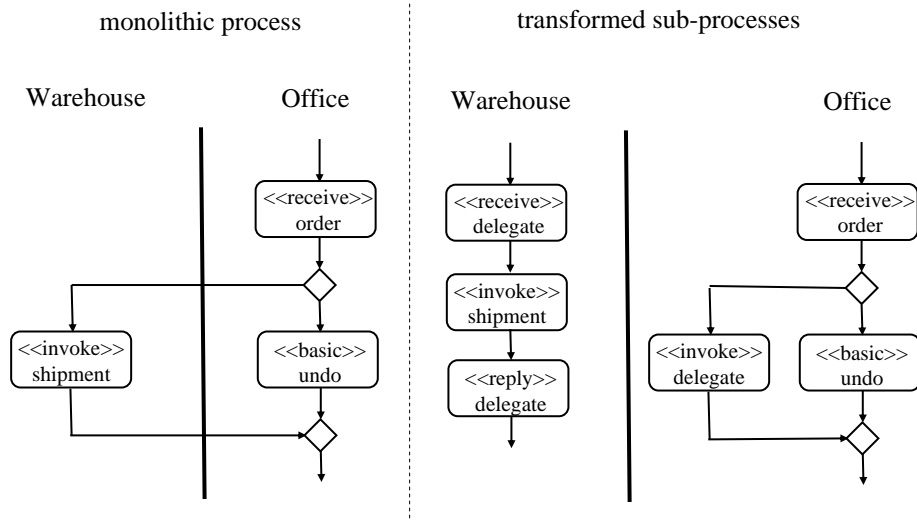 monolithic process
transformed sub-processes
Warehouse
Office
Warehouse
Office
<<receive>>
order
<<invoke>>
shipment
<<basic>>
undo
<<receive>>
delegate
<<invoke>>
shipment
<<reply>>
delegate
<<receive>>
order
<<invoke>>
delegate
<<basic>>
undo